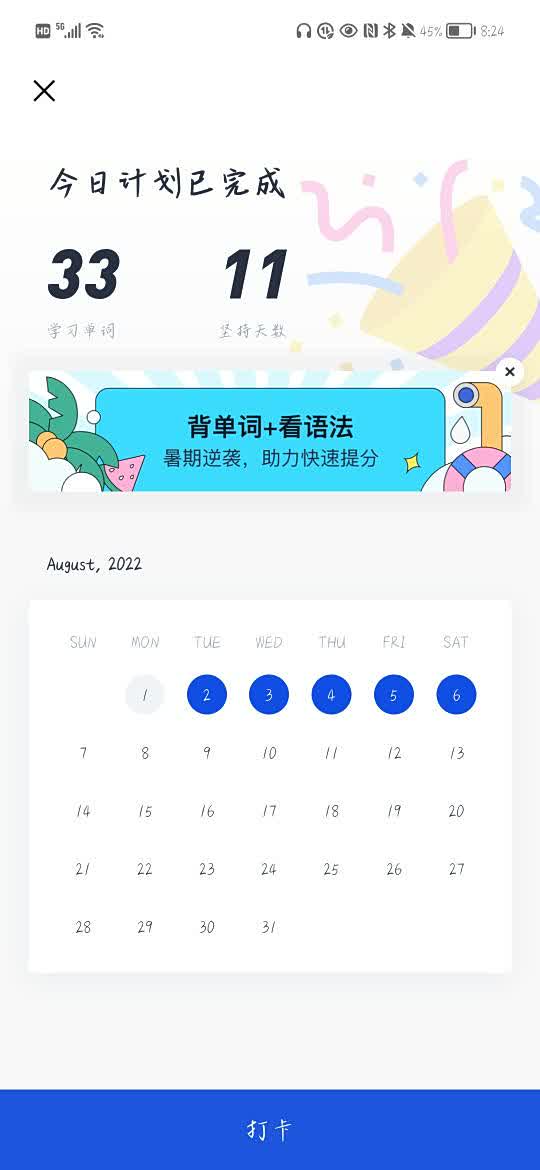 HD 5G 45% 8:24
今日计划已完成
33 11
学习单词 坚持天数
背单词+看语法
暑期逆袭，助力快速提分
August, 2022
SUN MON TUE WED THU FRI SAT
1 2 3 4 5 6
7 8 9 10 11 12 13
14 15 16 17 18 19 20
21 22 23 24 25 26 27
28 29 30 31
打卡